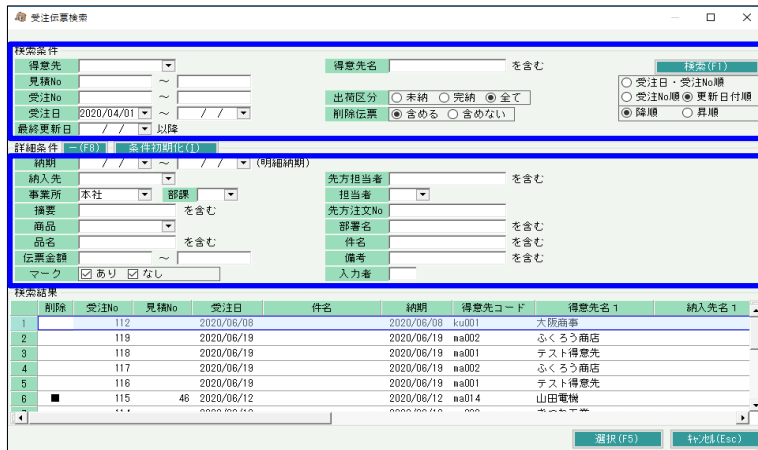 受注伝票検索
検索条件
得意先 得意先名 を含む 検索(F1)
見積No ～ ○受注日・受注No順
受注No ～ 出荷区分 ○未納 ○完納 ◉全て ○受注No順 ◉更新日付順
受注日 2020/04/01 ～ / / 削除伝票 ◉含める ○含めない ◉降順 ○昇順
最終更新日 / / 以降
詳細条件 －(F8) 条件初期化(I)
納期 / / ～ / / (明細納期)
納入先 先方担当者 を含む
事業所 本社 部課 担当者
摘要 を含む 先方注文No
商品 部署名 を含む
品名 を含む 件名 を含む
伝票金額 ～ 備考 を含む
マーク ☑あり ☑なし 入力者
検索結果
削除 受注No 見積No 受注日 件名 納期 得意先コード 得意先名1 納入先名1
1 112 2020/06/08 2020/06/08 ku001 大阪商事
2 119 2020/06/19 2020/06/19 ma002 ふくろう商店
3 118 2020/06/19 2020/06/19 ma001 テスト得意先
4 117 2020/06/19 2020/06/19 ma002 ふくろう商店
5 116 2020/06/19 2020/06/19 ma001 テスト得意先
6 ■ 115 46 2020/06/12 2020/06/12 ma014 山田電機
選択(F5) キャンセル(Esc)